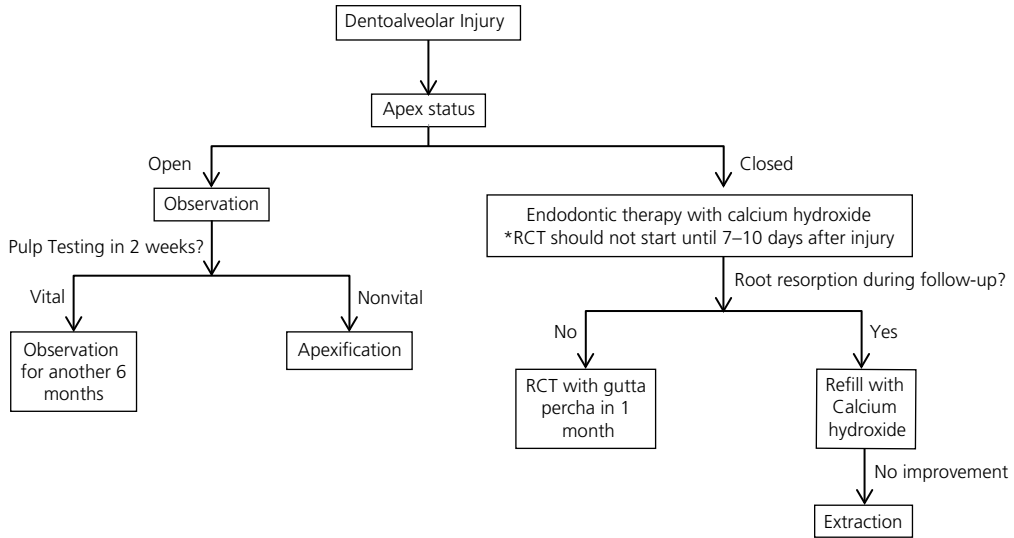 Dentoalveolar Injury
Apex status
Open
Closed
Observation
Endodontic therapy with calcium hydroxide
*RCT should not start until 7–10 days after injury
Pulp Testing in 2 weeks?
Root resorption during follow-up?
Vital
Nonvital
No
Yes
Observation
for another 6
months
Apexification
RCT with gutta
percha in 1
month
Refill with
Calcium
hydroxide
No improvement
Extraction